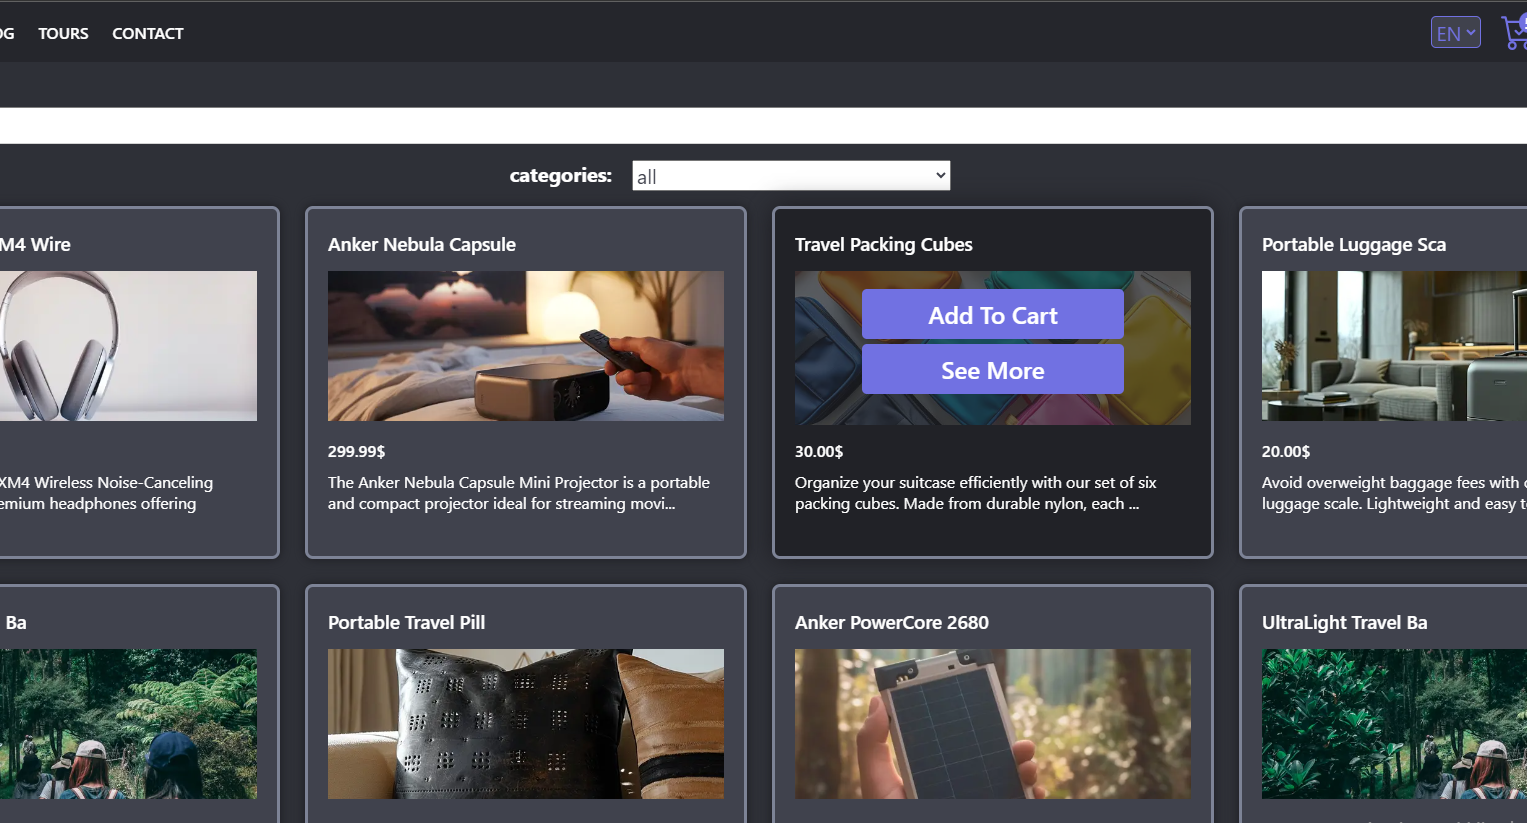 OG TOURS CONTACT EN
categories: all
M4 Wire
Anker Nebula Capsule
Travel Packing Cubes
Portable Luggage Sca
Add To Cart
See More
299.99$
30.00$
20.00$
XM4 Wireless Noise-Canceling
emium headphones offering
The Anker Nebula Capsule Mini Projector is a portable
and compact projector ideal for streaming movi...
Organize your suitcase efficiently with our set of six
packing cubes. Made from durable nylon, each ...
Avoid overweight baggage fees with
luggage scale. Lightweight and easy
Ba
Portable Travel Pill
Anker PowerCore 2680
UltraLight Travel Ba